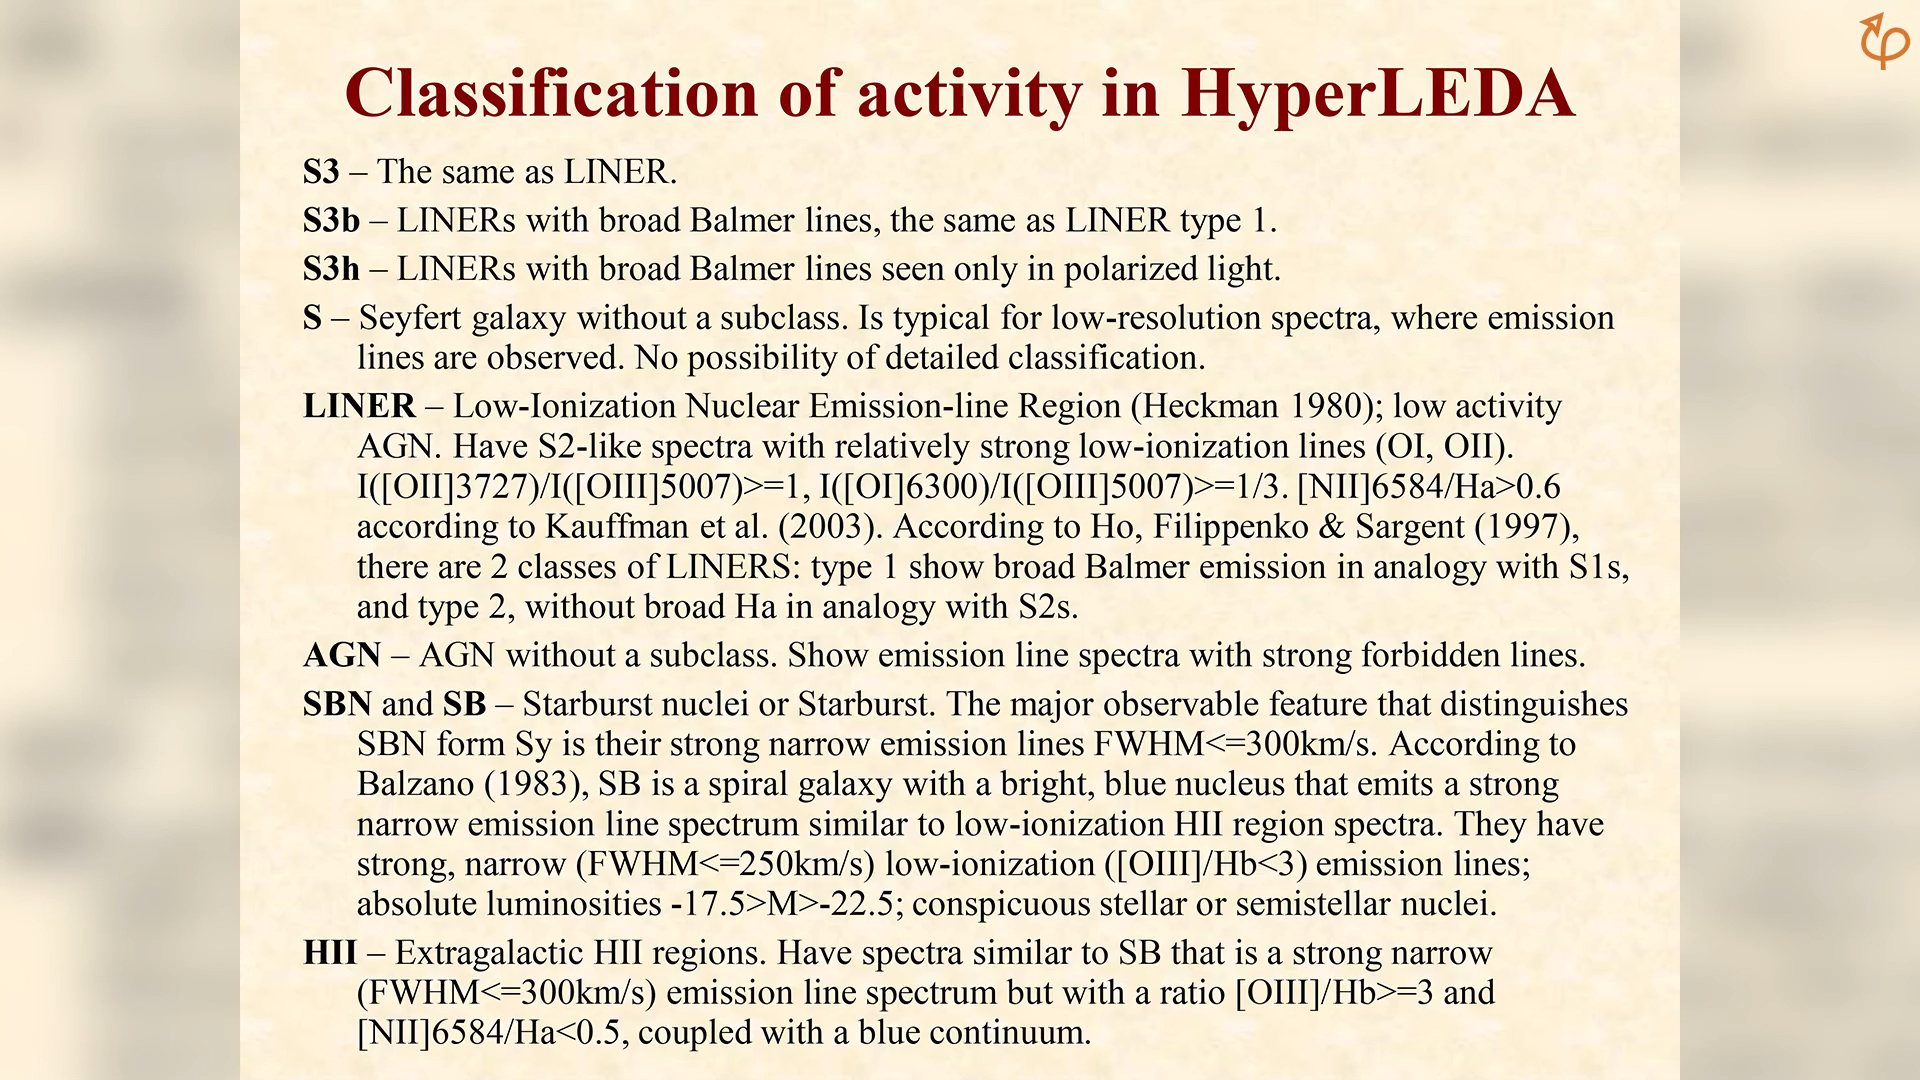 Classification of activity in HyperLEDA
S3 – The same as LINER.
S3b – LINERs with broad Balmer lines, the same as LINER type 1.
S3h – LINERs with broad Balmer lines seen only in polarized light.
S – Seyfert galaxy without a subclass. Is typical for low-resolution spectra, where emission
lines are observed. No possibility of detailed classification.
LINER – Low-Ionization Nuclear Emission-line Region (Heckman 1980); low activity
AGN. Have S2-like spectra with relatively strong low-ionization lines (OI, OII).
I([OII]3727)/I([OIII]5007)>=1, I([OI]6300)/I([OIII]5007)>=1/3. [NII]6584/Ha>0.6
according to Kauffman et al. (2003). According to Ho, Filippenko & Sargent (1997),
there are 2 classes of LINERS: type 1 show broad Balmer emission in analogy with S1s,
and type 2, without broad Ha in analogy with S2s.
AGN – AGN without a subclass. Show emission line spectra with strong forbidden lines.
SBN and SB – Starburst nuclei or Starburst. The major observable feature that distinguishes
SBN form Sy is their strong narrow emission lines FWHM<=300km/s. According to
Balzano (1983), SB is a spiral galaxy with a bright, blue nucleus that emits a strong
narrow emission line spectrum similar to low-ionization HII region spectra. They have
strong, narrow (FWHM<=250km/s) low-ionization ([OIII]/Hb<3) emission lines;
absolute luminosities -17.5>M>-22.5; conspicuous stellar or semistellar nuclei.
HII – Extragalactic HII regions. Have spectra similar to SB that is a strong narrow
(FWHM<=300km/s) emission line spectrum but with a ratio [OIII]/Hb>=3 and
[NII]6584/Ha<0.5, coupled with a blue continuum.